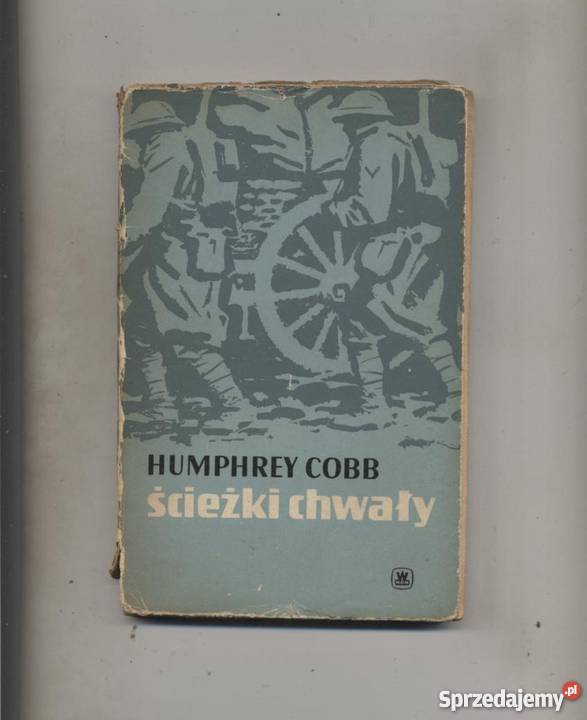 HUMPHREY COBB
ścieżki chwały
W
Sprzedajemy.pl